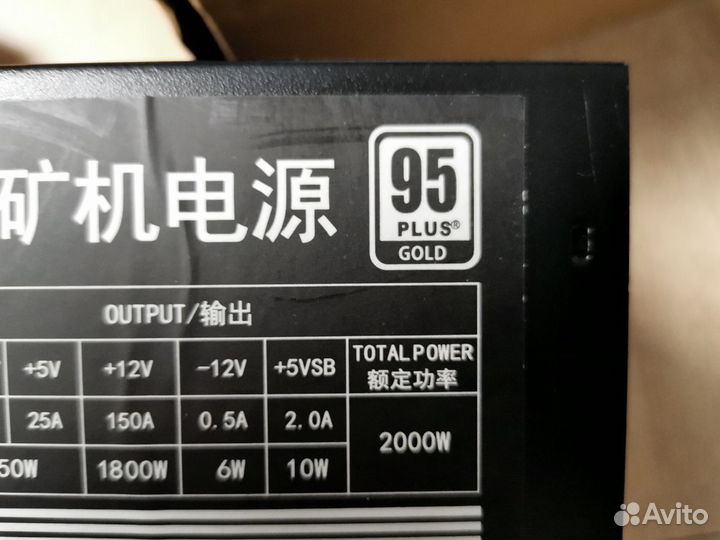 矿机电源
95
PLUS®
GOLD
OUTPUT/输出
+5V +12V -12V +5VSB TOTAL POWER
额定功率
25A 150A 0.5A 2.0A 2000W
50W 1800W 6W 10W
Avito